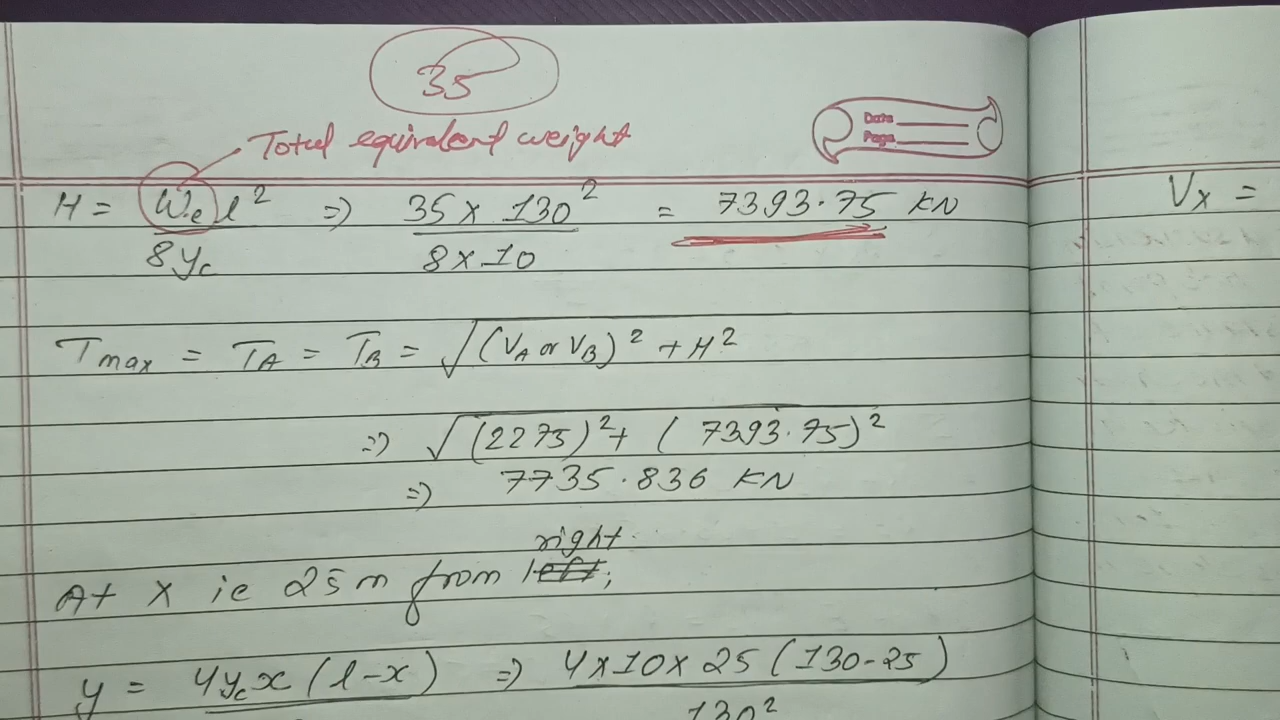 35
Total equivalent weight
Date
Page
H = Wel² ⇒ 35 x 130² = 7393.75 KN
8yc 8 x 10
Vx =
Tmax = TA = TB = √(VA or VB)² + H²
⇒ √(2275)² + (7393.75)²
⇒ 7735.836 KN
right
At X ie 25m from left;
y = 4ycx(l-x) ⇒ 4x10x25(130-25)
130²